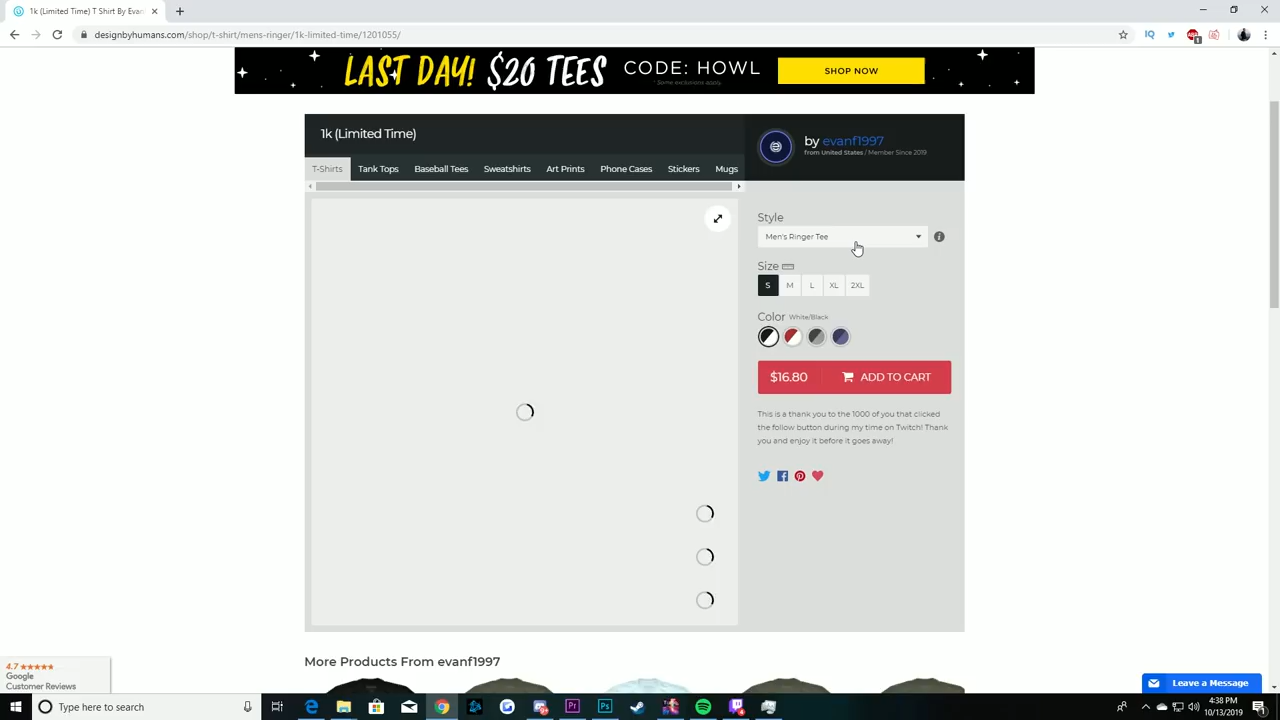 1k (Limited Time) T Shirt By Evan
designbyhumans.com/shop/t-shirt/mens-ringer/1k-limited-time/1201055/
LAST DAY! $20 TEES CODE: HOWL SHOP NOW
* Some exclusions apply.
1k (Limited Time)
by evanf1997
from United States / Member Since 2019
T-Shirts Tank Tops Baseball Tees Sweatshirts Art Prints Phone Cases Stickers Mugs
Style
Men's Ringer Tee
Size
S M L XL 2XL
Color White/Black
$16.80 ADD TO CART
This is a thank you to the 1000 of you that clicked
the follow button during my time on Twitch! Thank
you and enjoy it before it goes away!
More Products From evanf1997
4.7
Google
Customer Reviews
Leave a Message
Type here to search
4:38 PM
10/13/2019